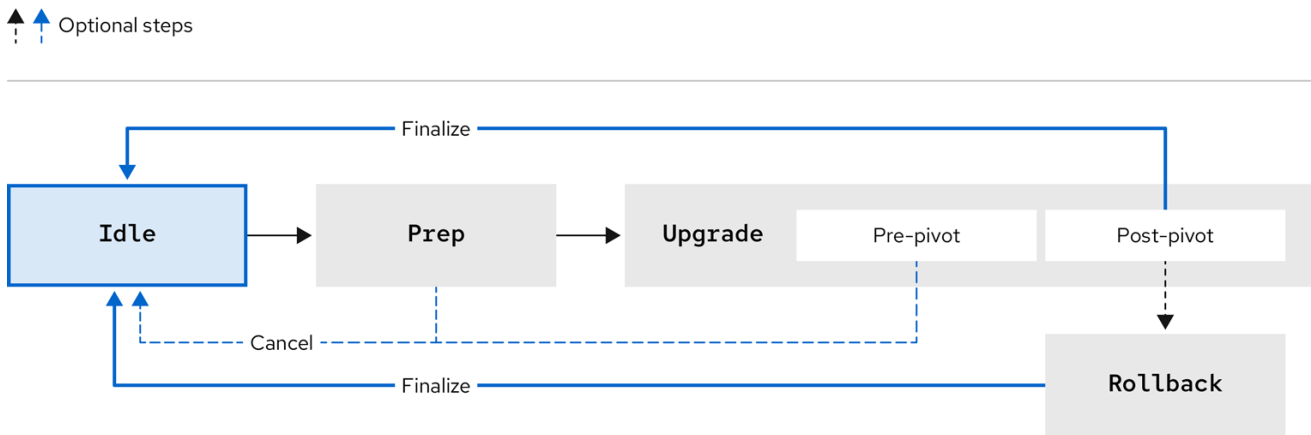 Optional steps
Finalize
Idle
Prep
Upgrade
Pre-pivot
Post-pivot
Cancel
Finalize
Rollback